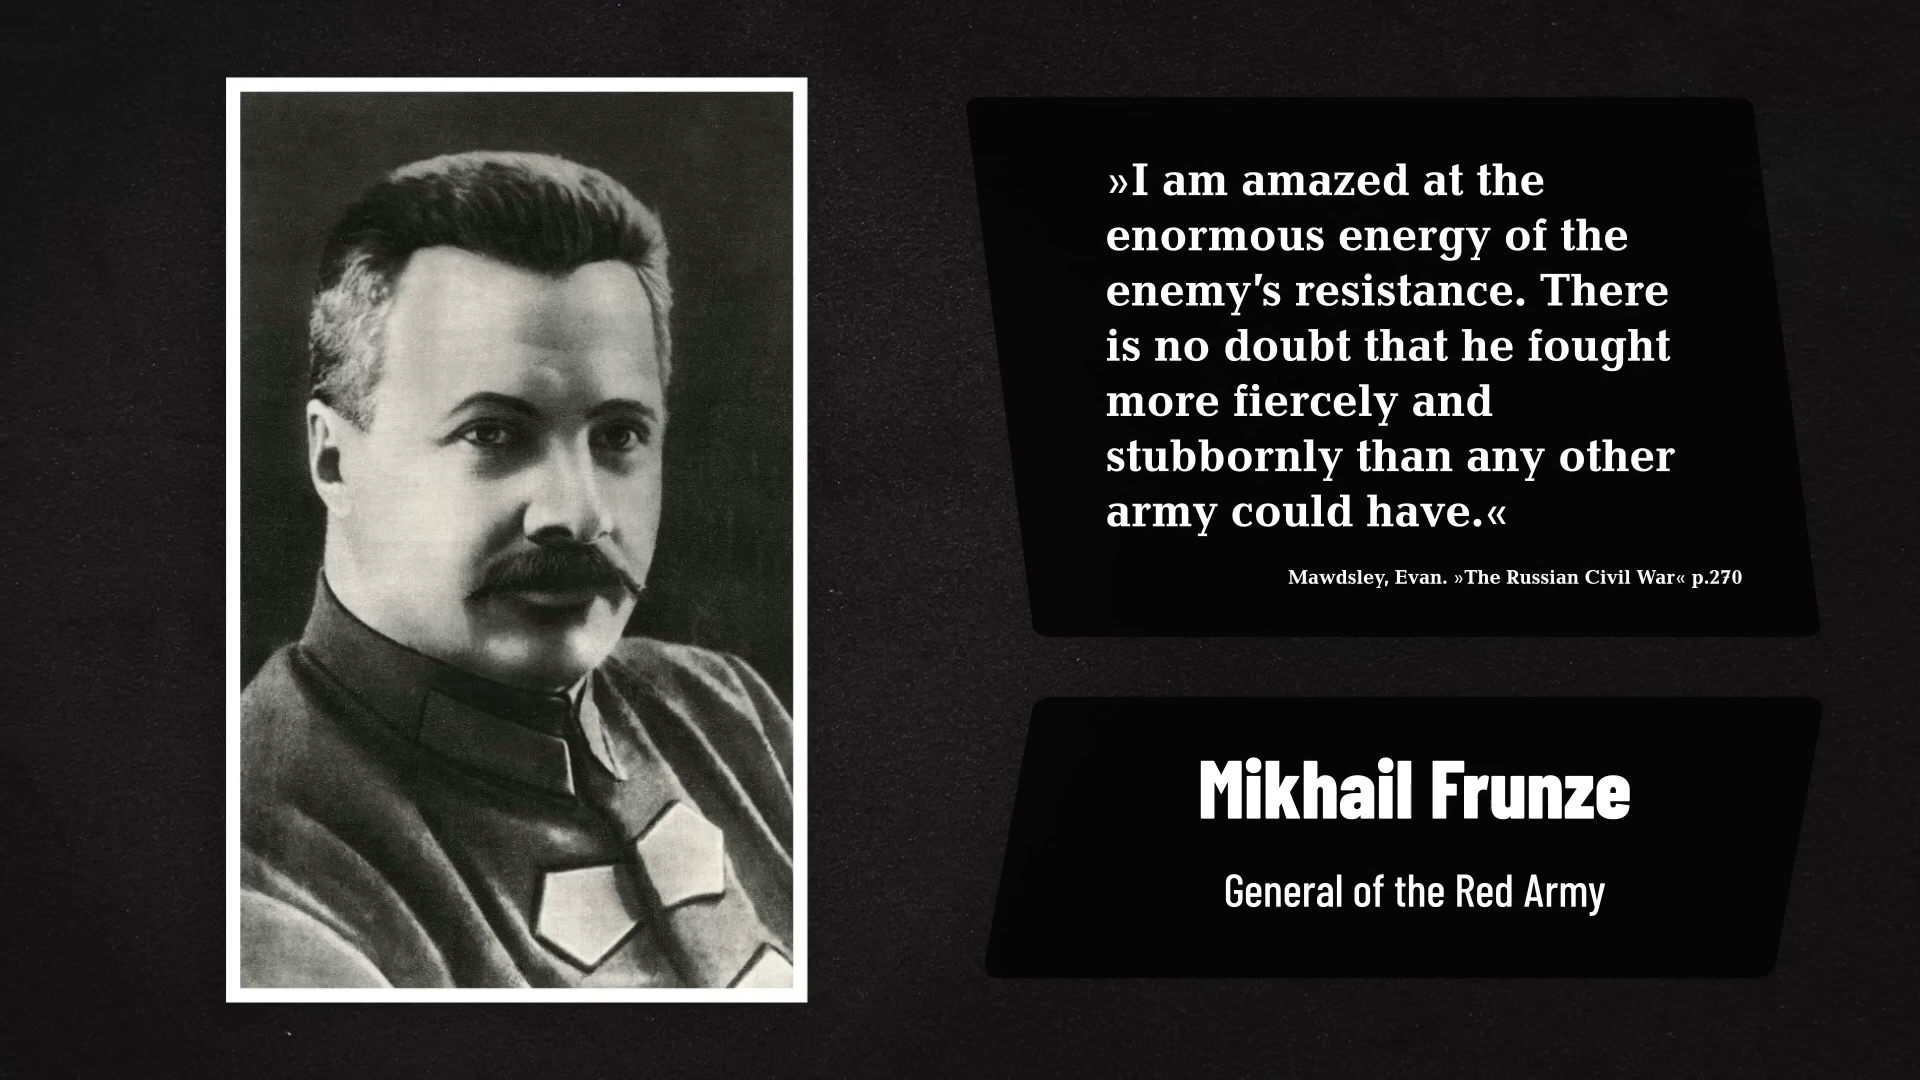 »I am amazed at the
enormous energy of the
enemy's resistance. There
is no doubt that he fought
more fiercely and
stubbornly than any other
army could have.«
Mawdsley, Evan. »The Russian Civil War« p.270
Mikhail Frunze
General of the Red Army